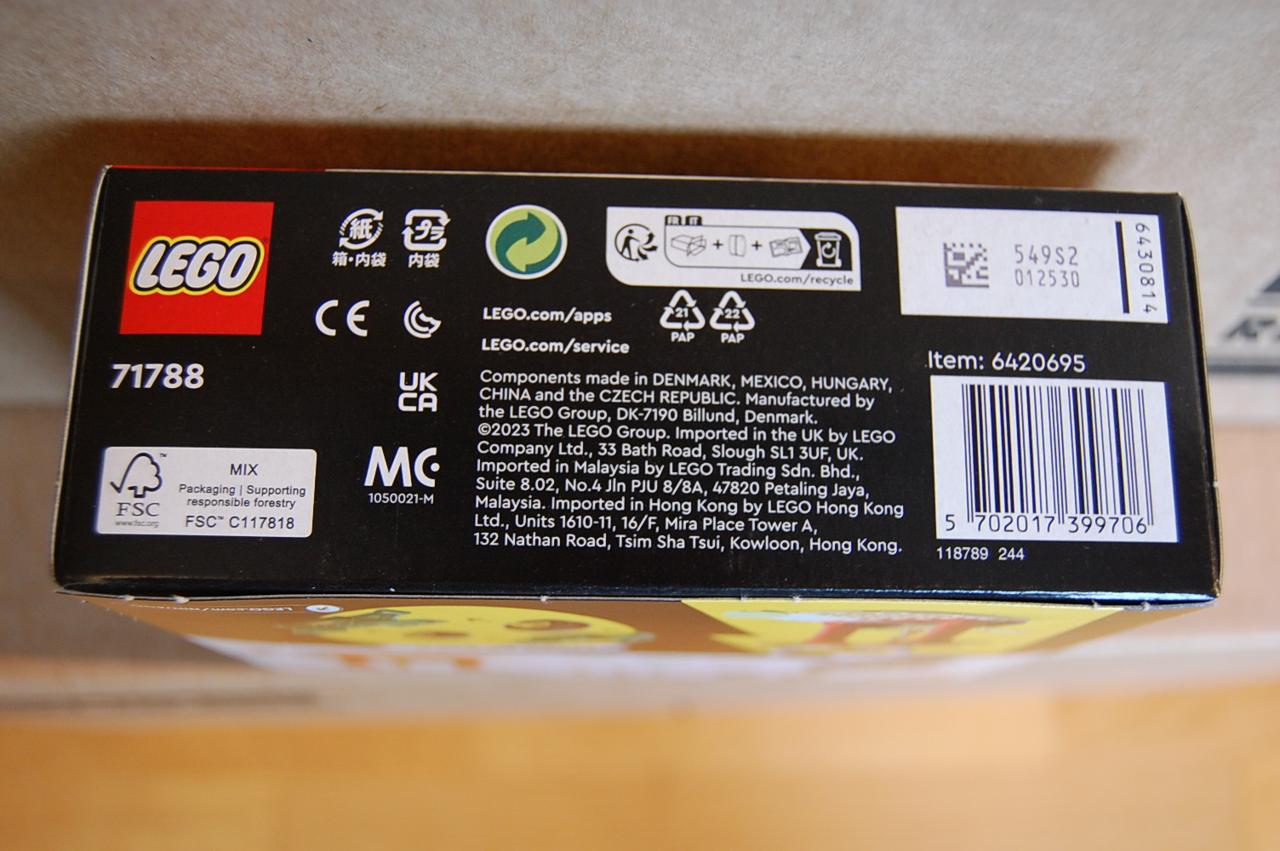 LEGO
71788
紙
箱・内袋
プラ
内袋
FR IT
LEGO.com/recycle
CE
UK
CA
MC
1050021-M
LEGO.com/apps
LEGO.com/service
21
PAP
22
PAP
549S2
012530
6430814
Components made in DENMARK, MEXICO, HUNGARY,
CHINA and the CZECH REPUBLIC. Manufactured by
the LEGO Group, DK-7190 Billund, Denmark.
©2023 The LEGO Group. Imported in the UK by LEGO
Company Ltd., 33 Bath Road, Slough SL1 3UF, UK.
Imported in Malaysia by LEGO Trading Sdn. Bhd.,
Suite 8.02, No.4 Jln PJU 8/8A, 47820 Petaling Jaya,
Malaysia. Imported in Hong Kong by LEGO Hong Kong
Ltd., Units 1610-11, 16/F, Mira Place Tower A,
132 Nathan Road, Tsim Sha Tsui, Kowloon, Hong Kong.
Item: 6420695
5 702017 399706
118789 244
FSC
www.fsc.org
™
MIX
Packaging | Supporting
responsible forestry
FSC™ C117818